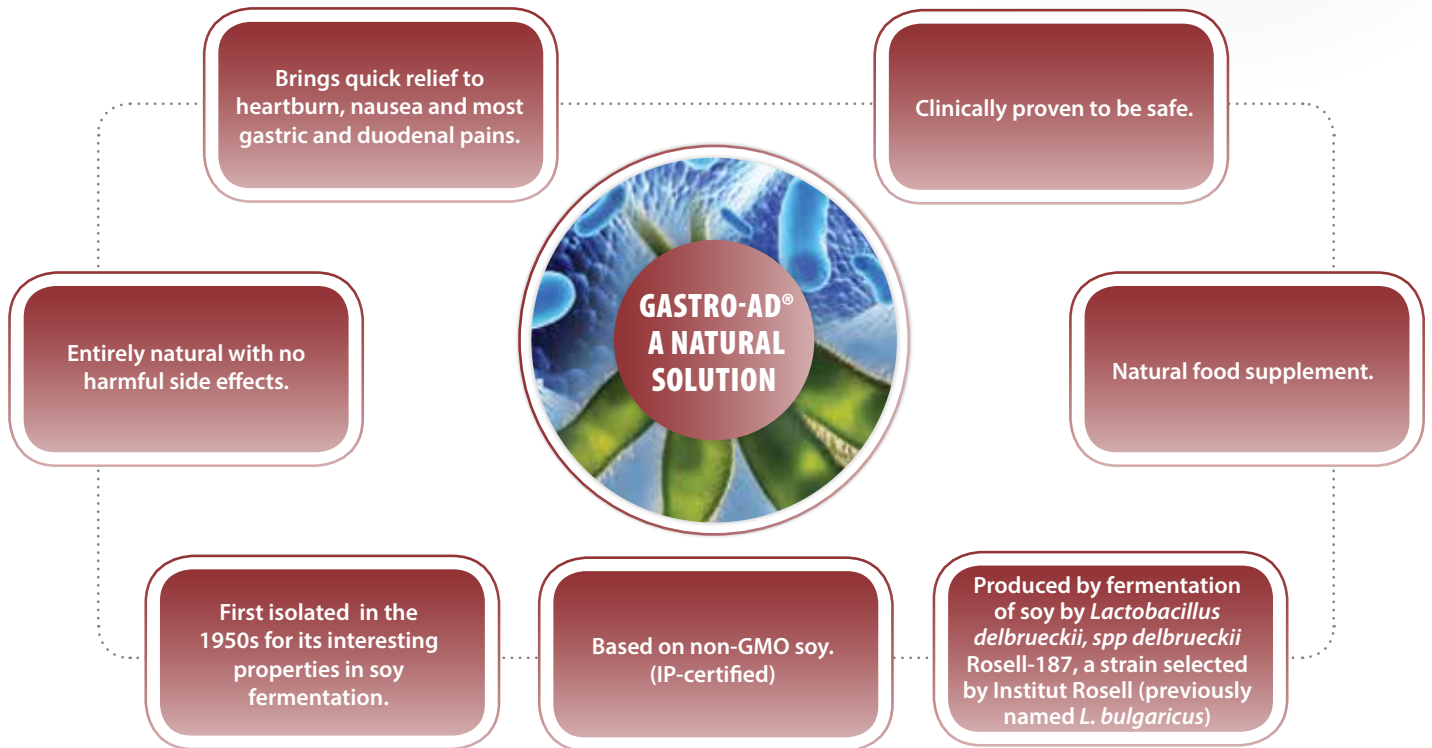 Brings quick relief to
heartburn, nausea and most
gastric and duodenal pains.
Clinically proven to be safe.
GASTRO-AD®
A NATURAL
SOLUTION
Entirely natural with no
harmful side effects.
Natural food supplement.
First isolated in the
1950s for its interesting
properties in soy
fermentation.
Based on non-GMO soy.
(IP-certified)
Produced by fermentation
of soy by Lactobacillus
delbrueckii, spp delbrueckii
Rosell-187, a strain selected
by Institut Rosell (previously
named L. bulgaricus)